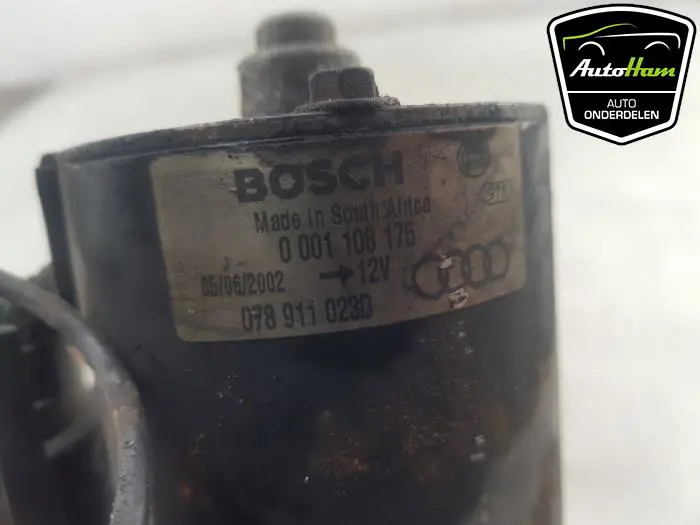 AutoHam
AUTO
ONDERDELEN
BOSCH
Made in South Africa
0 001 108 175
05/06/2002 → 12V
078 911 023D